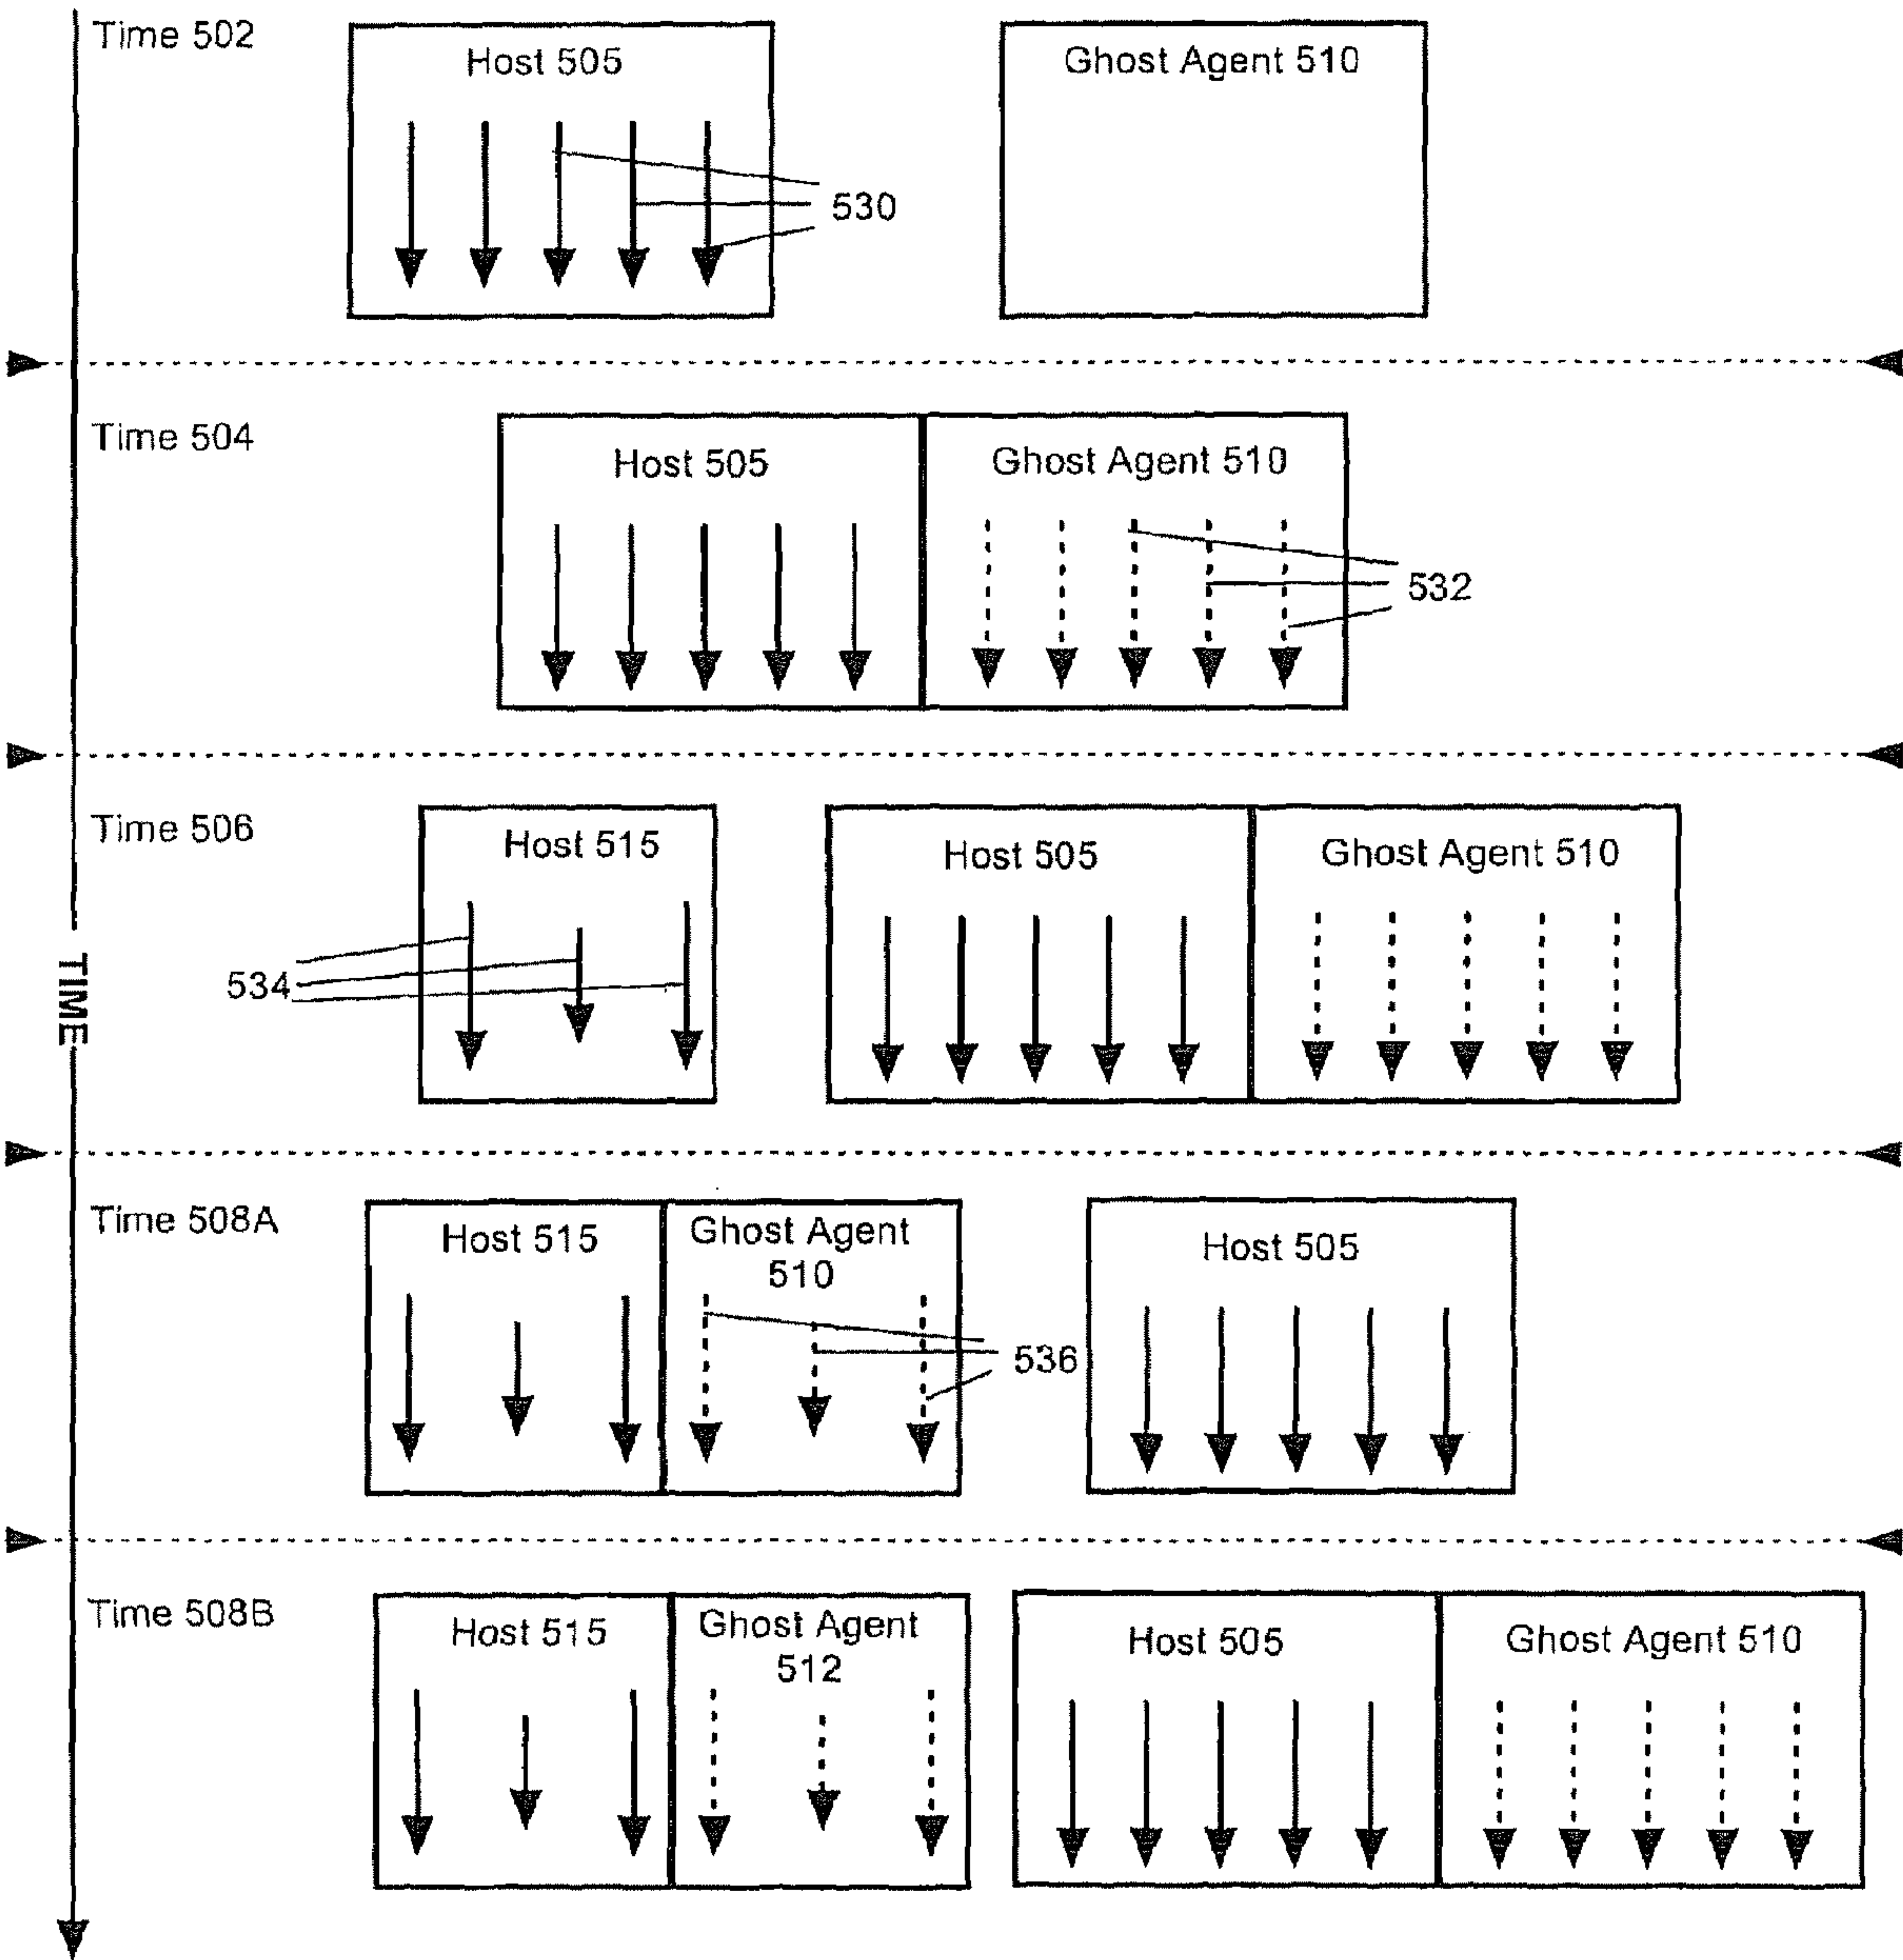 Time 502
Host 505
Ghost Agent 510
530
Time 504
Host 505
Ghost Agent 510
532
Time 506
Host 515
Host 505
Ghost Agent 510
534
TIME
Time 508A
Host 515
Ghost Agent
510
Host 505
536
Time 508B
Host 515
Ghost Agent
512
Host 505
Ghost Agent 510